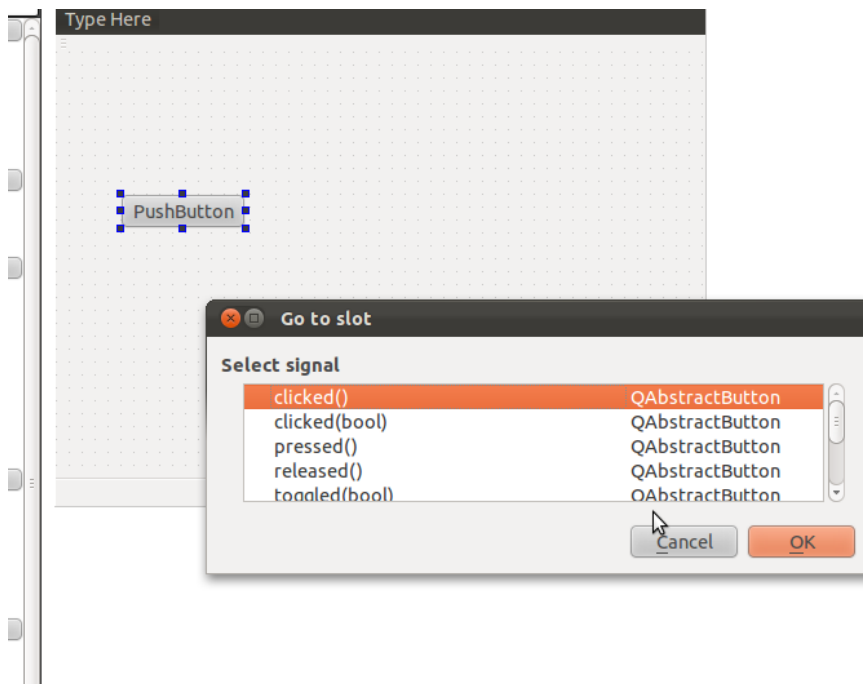 Type Here
PushButton
Go to slot
Select signal
clicked() QAbstractButton
clicked(bool) QAbstractButton
pressed() QAbstractButton
released() QAbstractButton
toggled(bool) QAbstractButton
Cancel OK